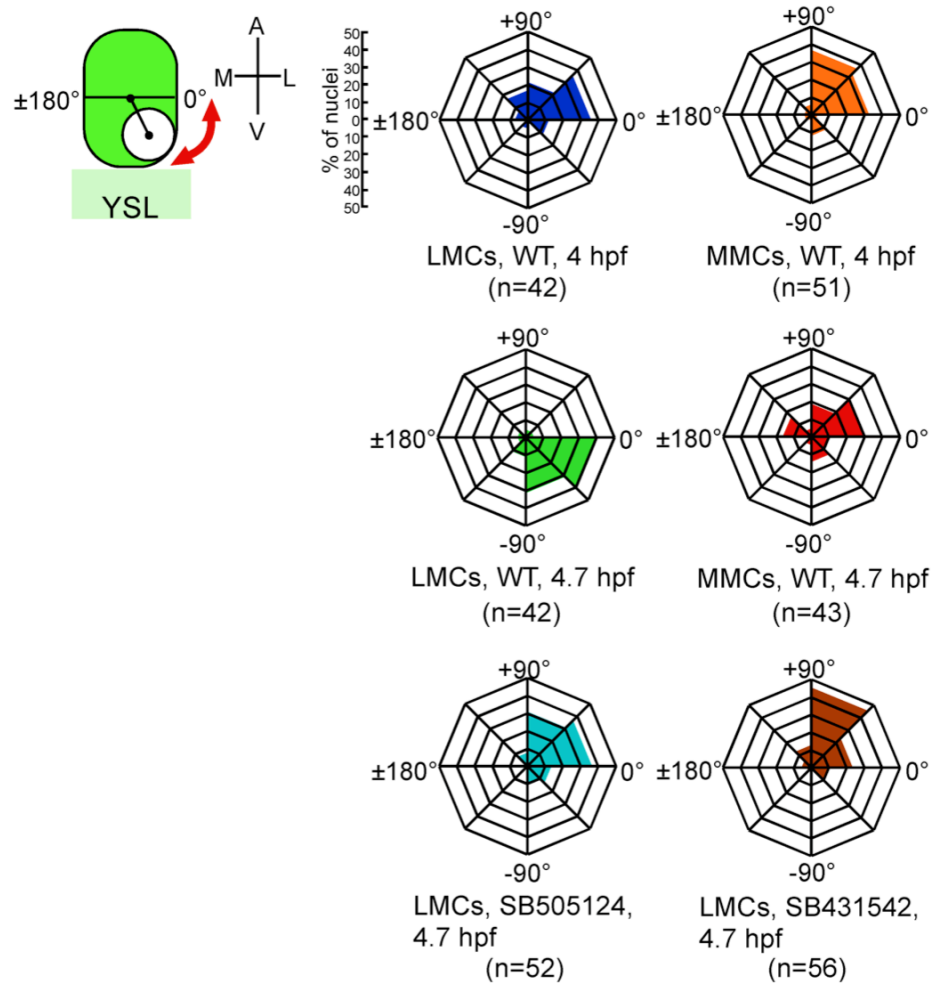 A
M
L
V
±180°
0°
YSL
% of nuclei
50
40
30
20
10
0
10
20
30
40
50
+90°
±180°
0°
-90°
LMCs, WT, 4 hpf
(n=42)
+90°
±180°
0°
-90°
MMCs, WT, 4 hpf
(n=51)
+90°
±180°
0°
-90°
LMCs, WT, 4.7 hpf
(n=42)
+90°
±180°
0°
-90°
MMCs, WT, 4.7 hpf
(n=43)
+90°
±180°
0°
-90°
LMCs, SB505124,
4.7 hpf
(n=52)
+90°
±180°
0°
-90°
LMCs, SB431542,
4.7 hpf
(n=56)